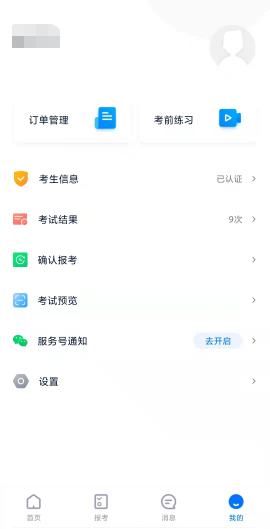 订单管理
考前练习
考生信息 已认证
考试结果 9次
确认报考
考试预览
服务号通知 去开启
设置
首页 报考 消息 我的